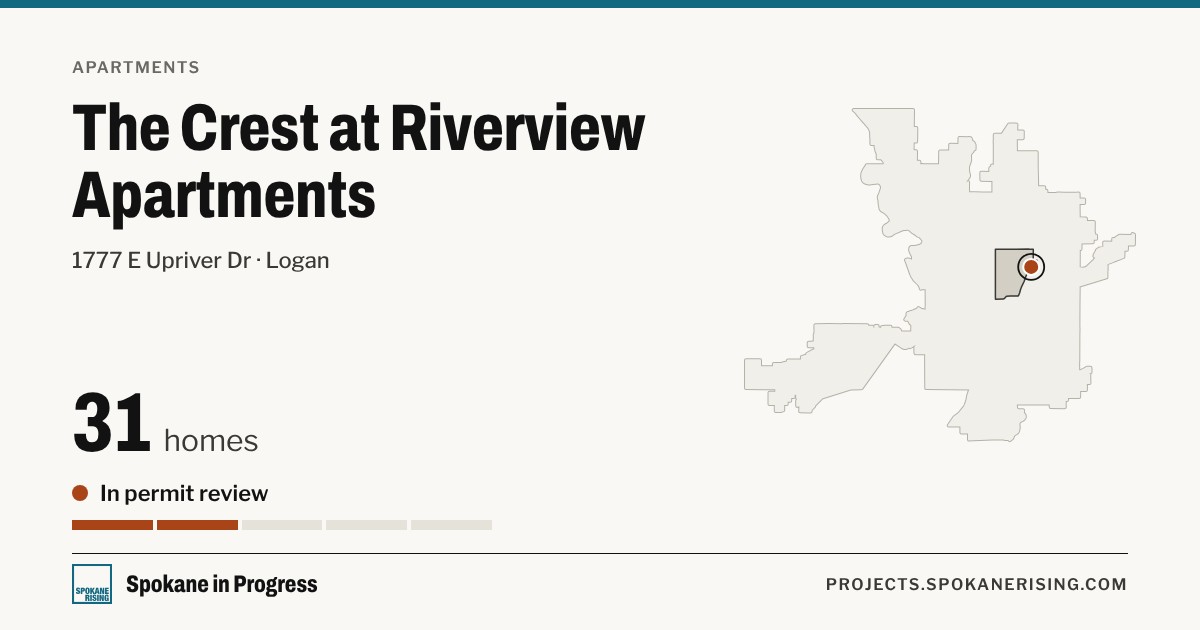 APARTMENTS
The Crest at Riverview
Apartments
1777 E Upriver Dr · Logan
31 homes
In permit review
SPOKANE
RISING
Spokane in Progress
PROJECTS.SPOKANERISING.COM